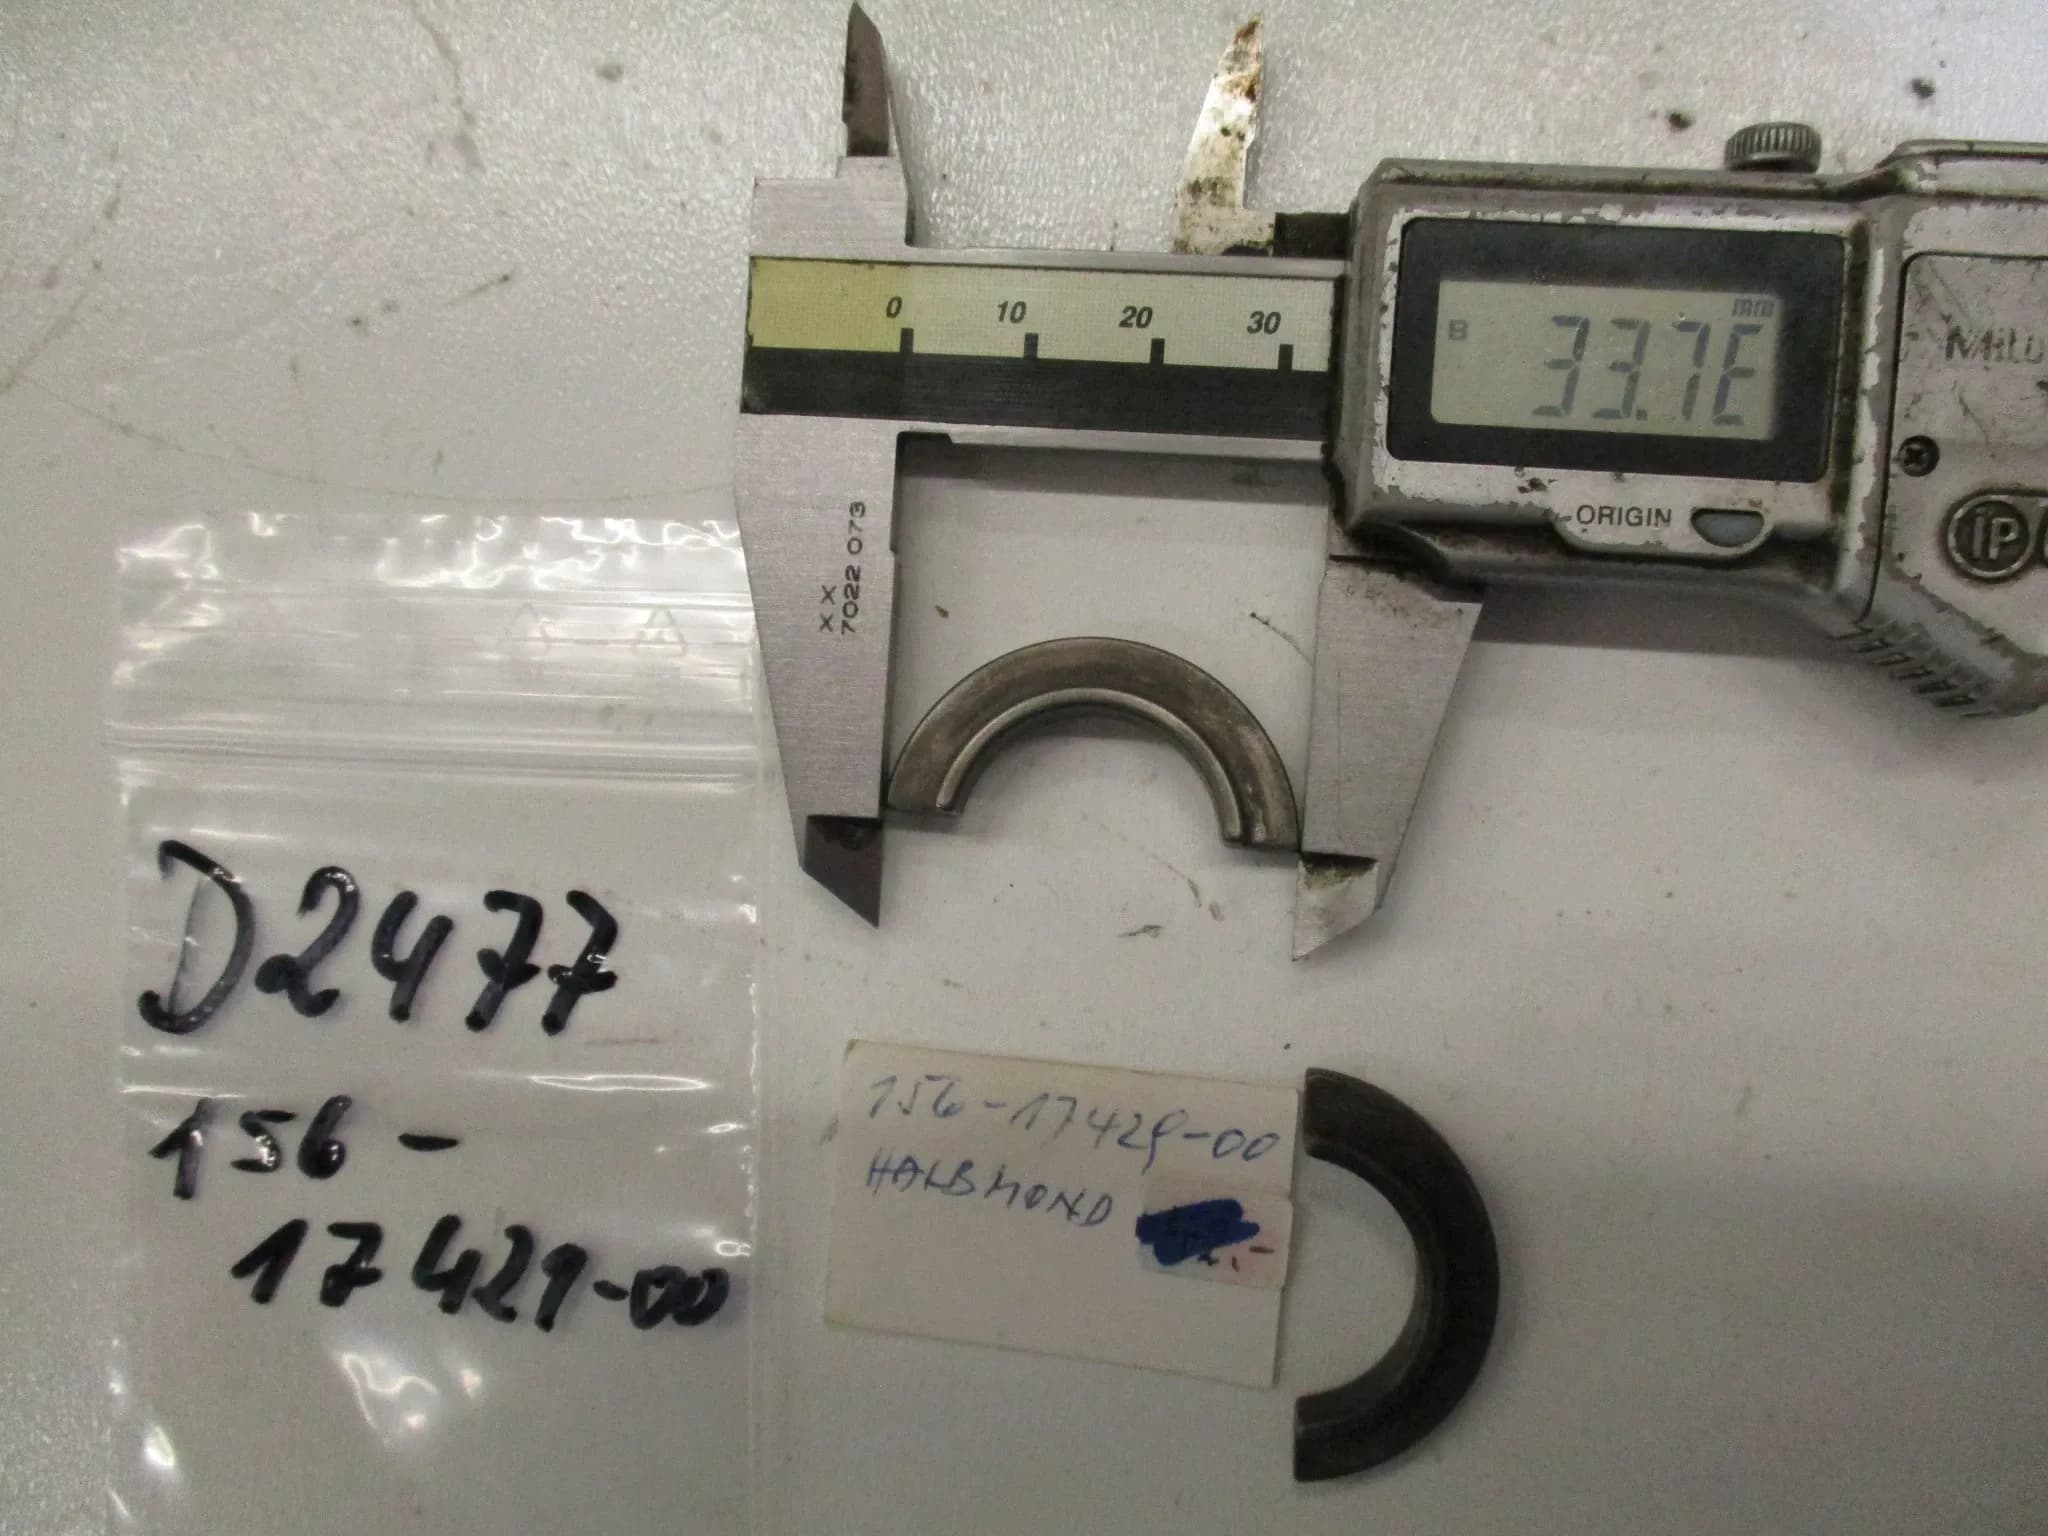 0 10 20 30
mm
B 33.7E
ORIGIN
IP
XX
7022 073
D2477
156-
17429-00
156-17429-00
HALBMOND